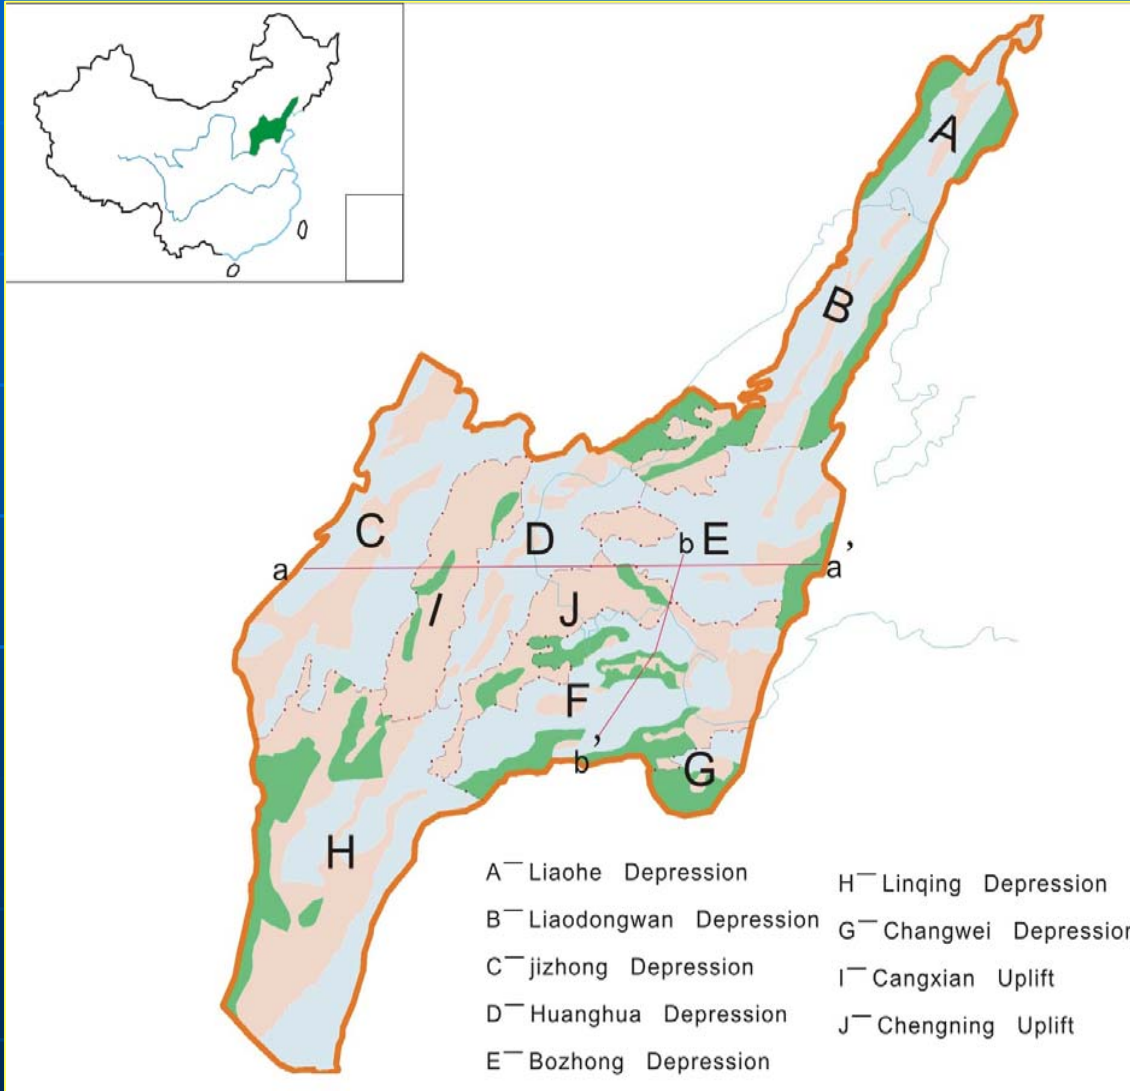 A
B
C
D
b E
a
a’
I
J
F
b’
G
H
A— Liaohe Depression
B— Liaodongwan Depression
C— jizhong Depression
D— Huanghua Depression
E— Bozhong Depression
H— Linqing Depression
G— Changwei Depression
I— Cangxian Uplift
J— Chengning Uplift